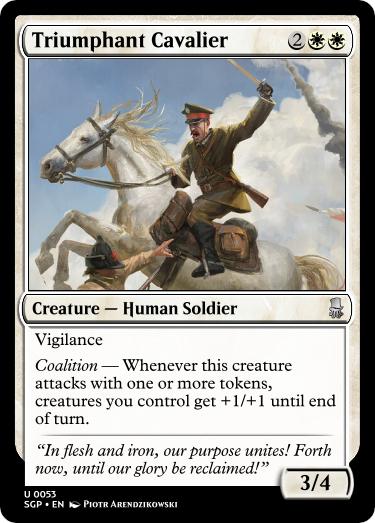 Triumphant Cavalier 2
Creature — Human Soldier
Vigilance
Coalition — Whenever this creature
attacks with one or more tokens,
creatures you control get +1/+1 until end
of turn.
“In flesh and iron, our purpose unites! Forth
now, until our glory be reclaimed!”
3/4
U 0053
SGP • EN Piotr Arendzikowski